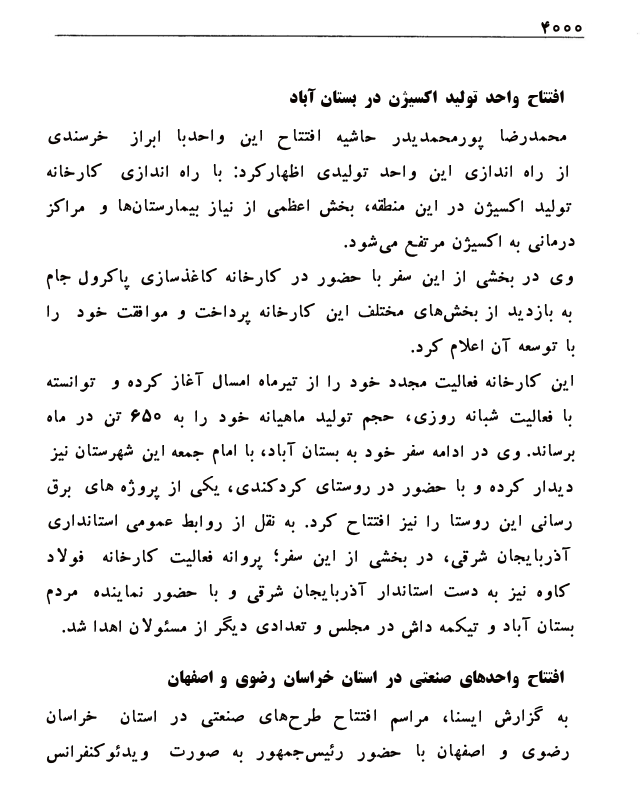 ۴۰۰۰
افتتاح واحد تولید اکسیژن در بستان آباد
محمدرضا پورمحمدیدر حاشیه افتتاح این واحدبا ابراز خرسندی
از راه اندازی این واحد تولیدی اظهارکرد: با راه اندازی کارخانه
تولید اکسیژن در این منطقه، بخش اعظمی از نیاز بیمارستان‌ها و مراکز
درمانی به اکسیژن مرتفع می‌شود.
وی در بخشی از این سفر با حضور در کارخانه کاغذسازی پاکرول جام
به بازدید از بخش‌های مختلف این کارخانه پرداخت و موافقت خود را
با توسعه آن اعلام کرد.
این کارخانه فعالیت مجدد خود را از تیرماه امسال آغاز کرده و توانسته
با فعالیت شبانه روزی، حجم تولید ماهیانه خود را به ۶۵۰ تن در ماه
برساند. وی در ادامه سفر خود به بستان آباد، با امام جمعه این شهرستان نیز
دیدار کرده و با حضور در روستای کردکندی، یکی از پروژه های برق
رسانی این روستا را نیز افتتاح کرد. به نقل از روابط عمومی استانداری
آذربایجان شرقی، در بخشی از این سفر؛ پروانه فعالیت کارخانه فولاد
کاوه نیز به دست استاندار آذربایجان شرقی و با حضور نماینده مردم
بستان آباد و تیکمه داش در مجلس و تعدادی دیگر از مسئولان اهدا شد.
افتتاح واحدهای صنعتی در استان خراسان رضوی و اصفهان
به گزارش ایسنا، مراسم افتتاح طرح‌های صنعتی در استان خراسان
رضوی و اصفهان با حضور رئیس‌جمهور به صورت ویدئوکنفرانس